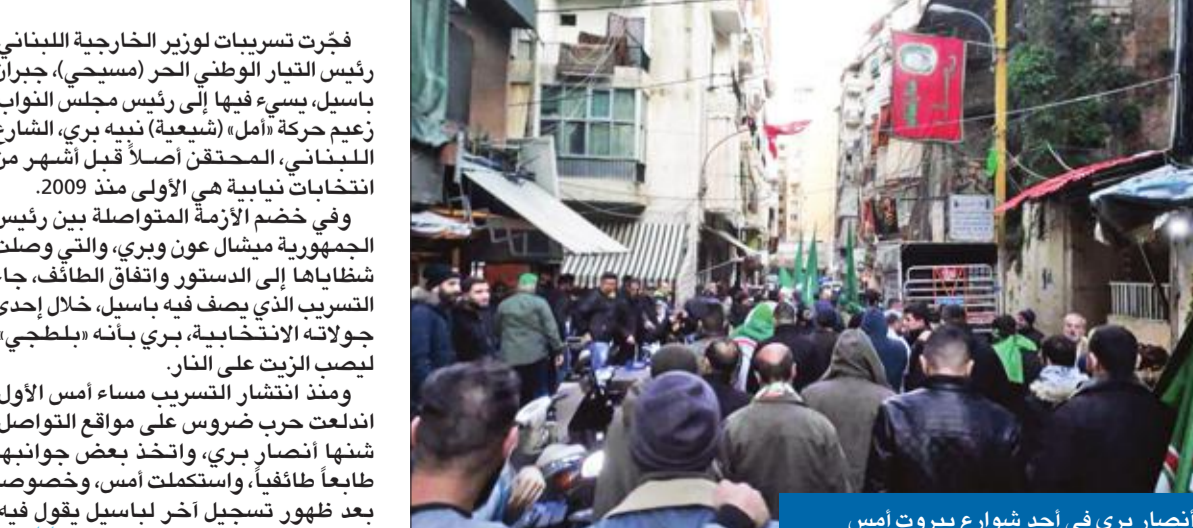 فجّرت تسريبات لوزير الخارجية اللبناني
رئيس التيار الوطني الحر (مسيحي)، جبران
باسيل، يسيء فيها إلى رئيس مجلس النواب
زعيم حركة «أمل» (شيعية) نبيه بري، الشارع
اللبناني، المحتقن أصلاً قبل أشهر من
انتخابات نيابية هي الأولى منذ 2009.
وفي خضم الأزمة المتواصلة بين رئيس
الجمهورية ميشال عون وبري، والتي وصلت
شظاياها إلى الدستور واتفاق الطائف، جاء
التسريب الذي يصف فيه باسيل، خلال إحدى
جولاته الانتخابية، بري بأنه «بلطجي»
ليصب الزيت على النار.
ومنذ انتشار التسريب مساء أمس الأول
اندلعت حرب ضروس على مواقع التواصل
شنها أنصار بري، واتخذ بعض جوانبها
طابعاً طائفياً، واستكملت أمس، وخصوصا
بعد ظهور تسجيل آخر لباسيل يقول فيه
أنصار بري في أحد شوارع بيروت أمس